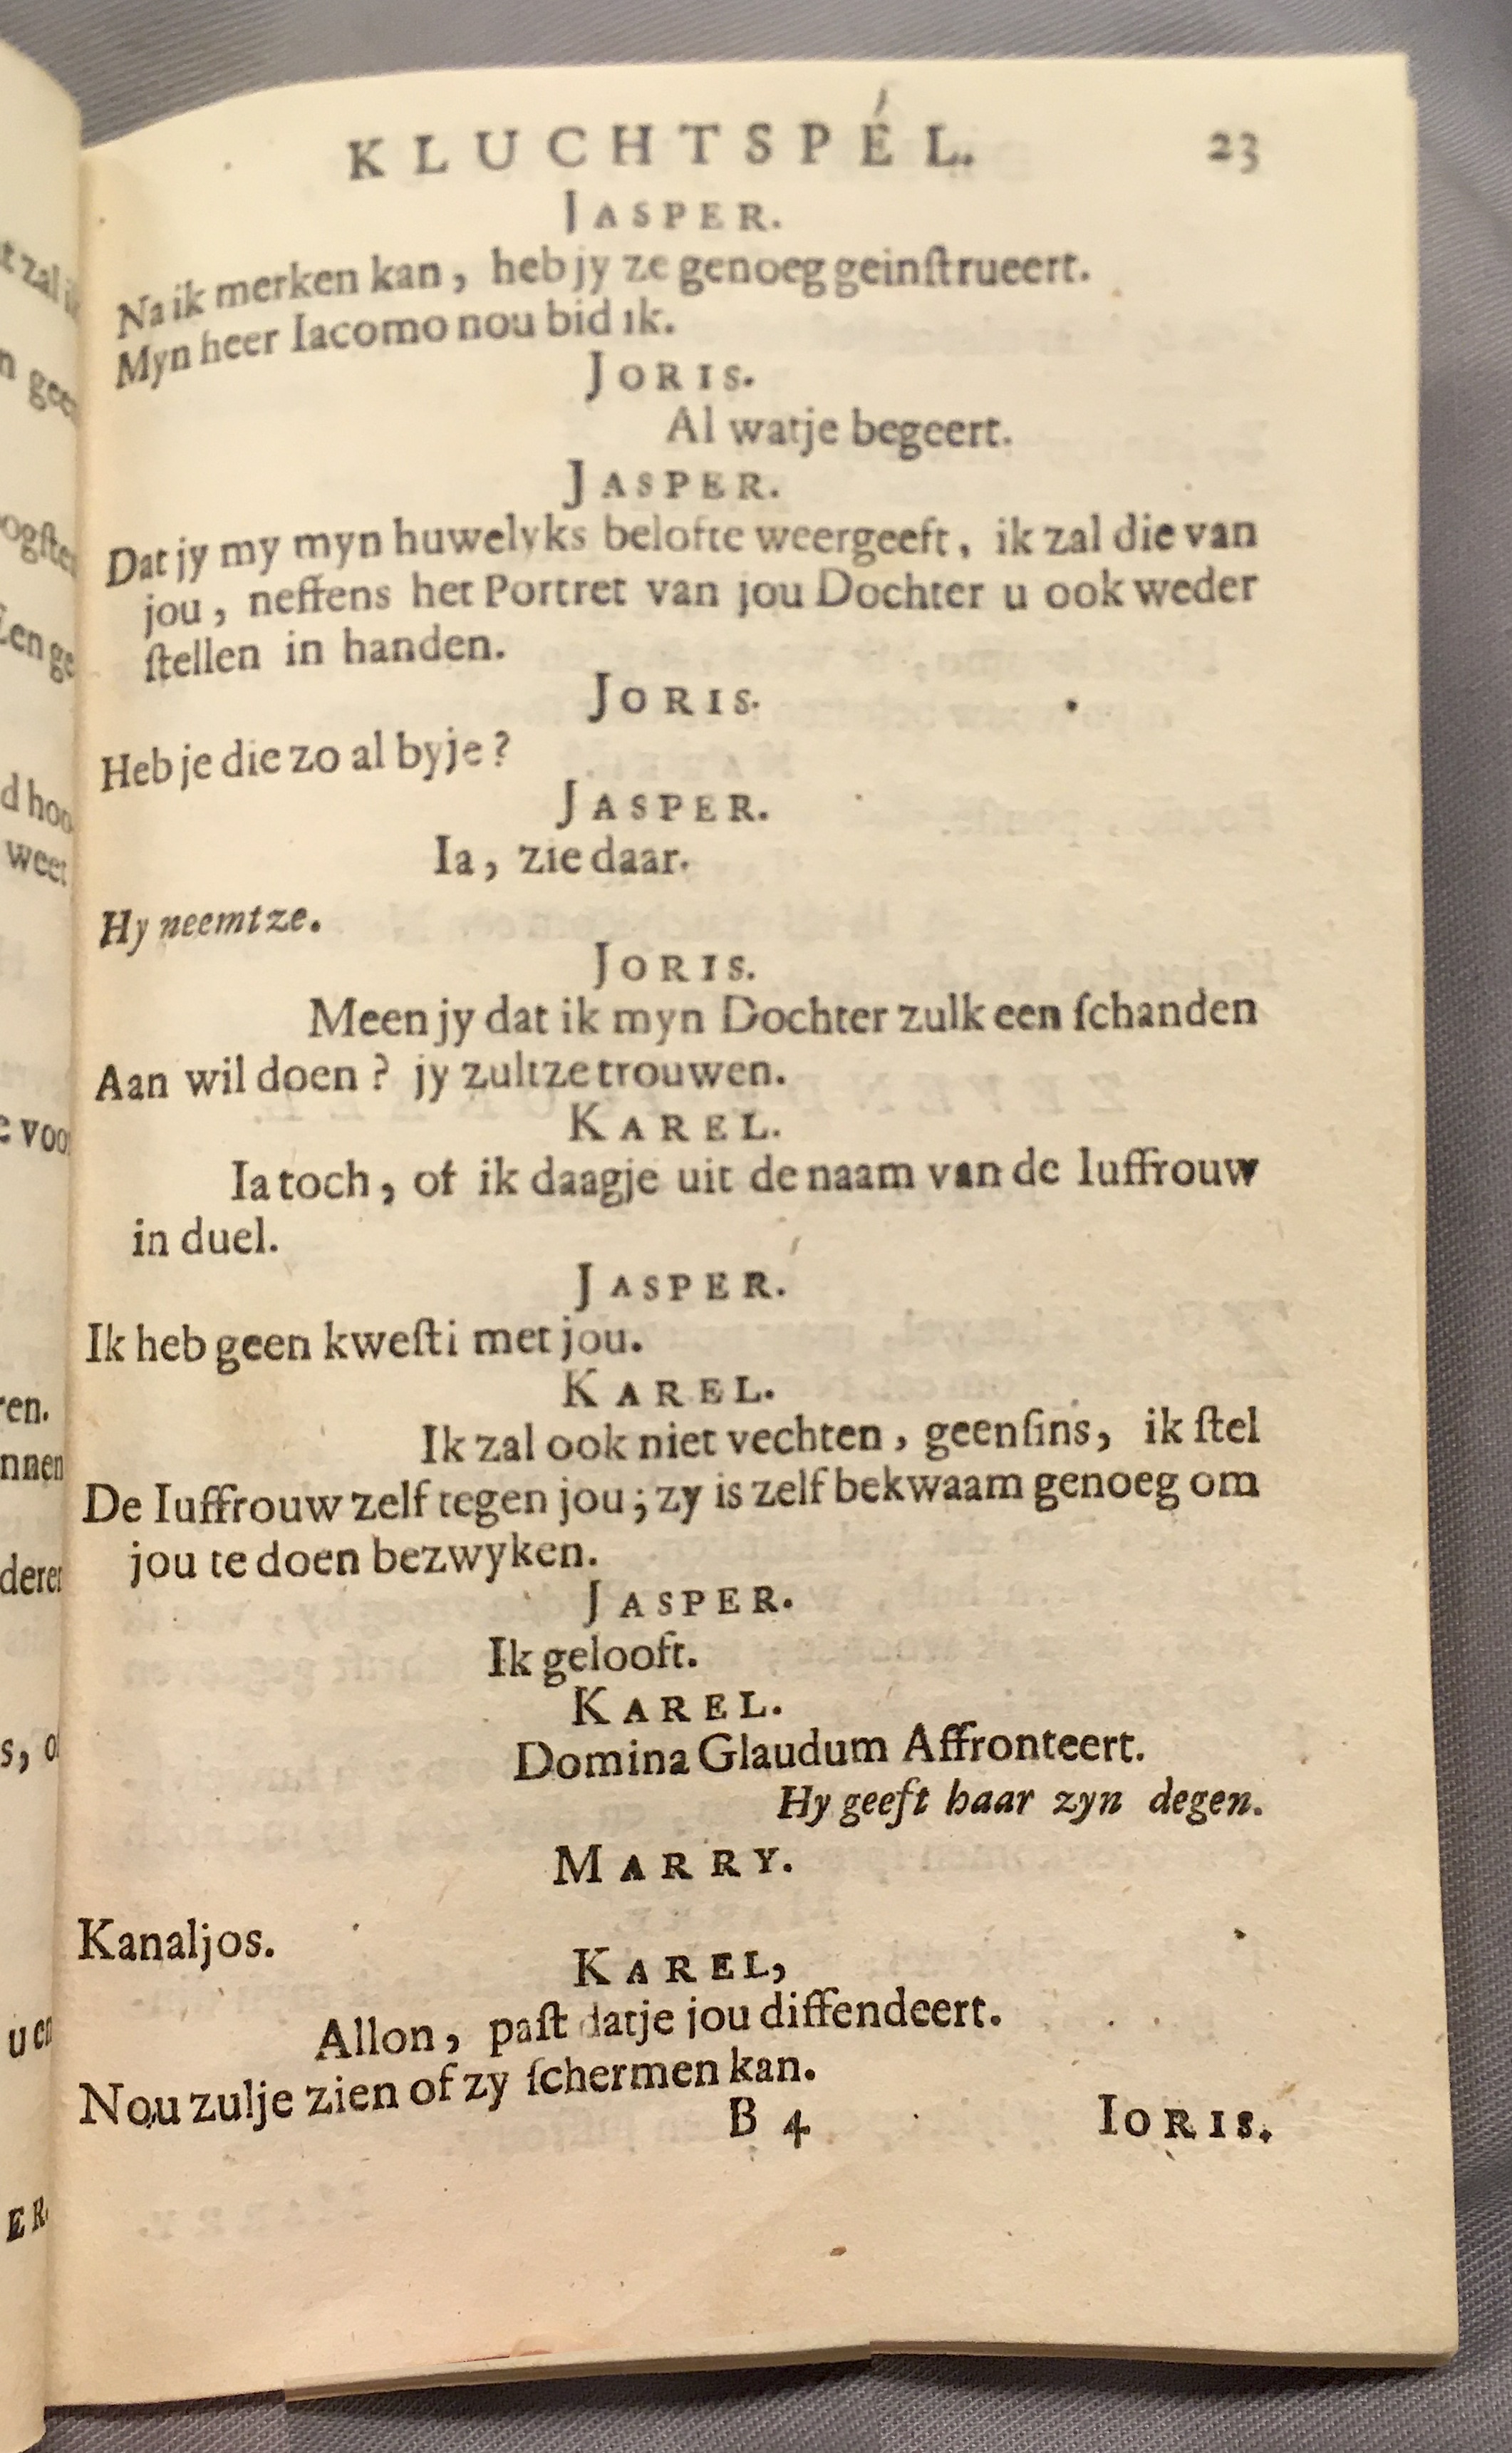 KLUCHTSPÉL. 23
JASPER.
Na ik merken kan, heb jy ze genoeg geinſtrueert.
Myn heer Iacomo nou bid ik.
JORIS.
Al watje begeert.
JASPER.
Dat jy my myn huwelyks belofte weergeeft, ik zal die van
jou, neffens het Portret van jou Dochter u ook weder
ſtellen in handen.
JORIS.
Heb je die zo al by je?
JASPER.
Ia, zie daar.
Hy neemtze.
JORIS.
Meen jy dat ik myn Dochter zulk een ſchanden
Aan wil doen? jy zultze trouwen.
KAREL.
Ia toch, of ik daagje uit de naam van de Iuffrouw
in duel.
JASPER.
Ik heb geen kweſti met jou.
KAREL.
Ik zal ook niet vechten, geenſins, ik ſtel
De Iuffrouw zelf tegen jou; zy is zelf bekwaam genoeg om
jou te doen bezwyken.
JASPER.
Ik gelooft.
KAREL.
Domina Glaudum Affronteert.
Hy geeft haar zyn degen.
MARRY.
Kanaljos.
KAREL,
Allon, paſt datje jou diffendeert.
Nou zulje zien of zy ſchermen kan.
B 4 IORIS.